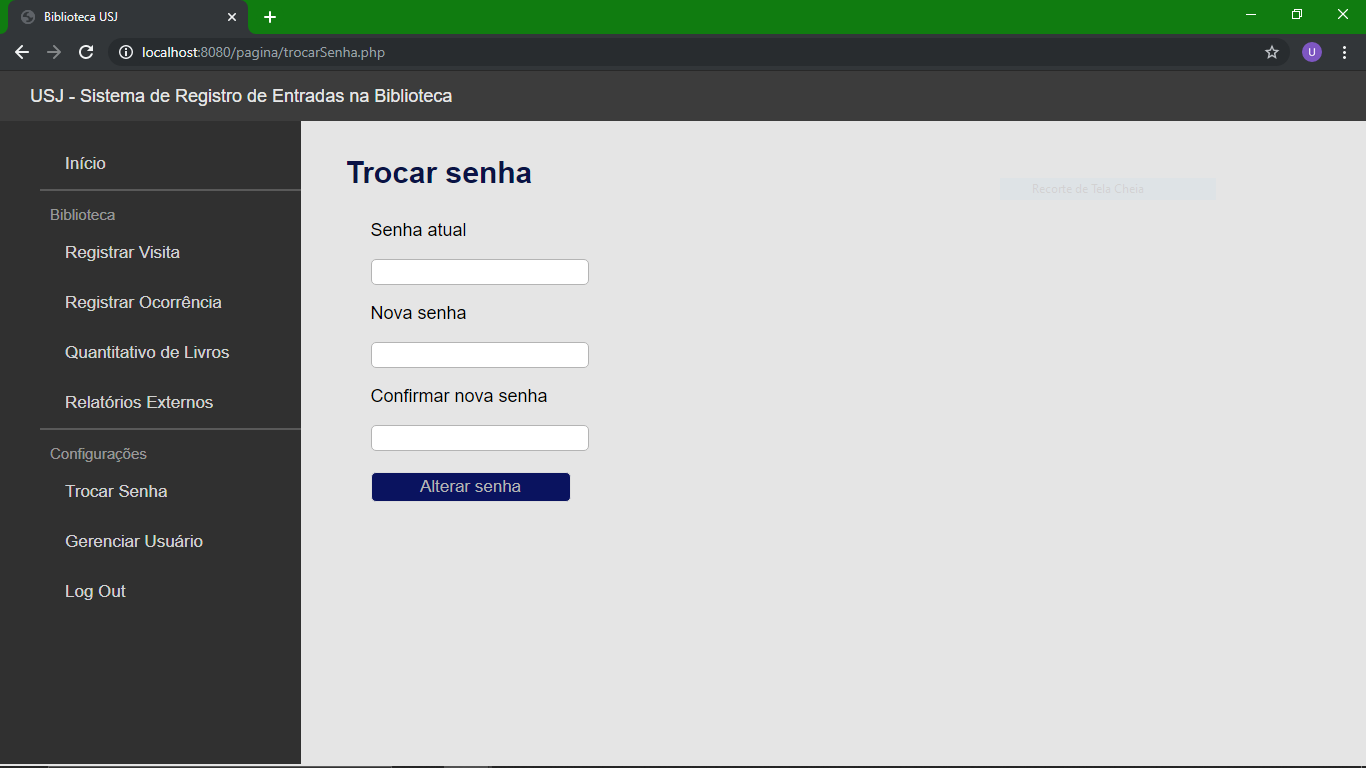 Biblioteca USJ
localhost:8080/pagina/trocarSenha.php
U
USJ - Sistema de Registro de Entradas na Biblioteca
Início
Biblioteca
Registrar Visita
Registrar Ocorrência
Quantitativo de Livros
Relatórios Externos
Configurações
Trocar Senha
Gerenciar Usuário
Log Out
Trocar senha
Recorte de Tela Cheia
Senha atual
Nova senha
Confirmar nova senha
Alterar senha